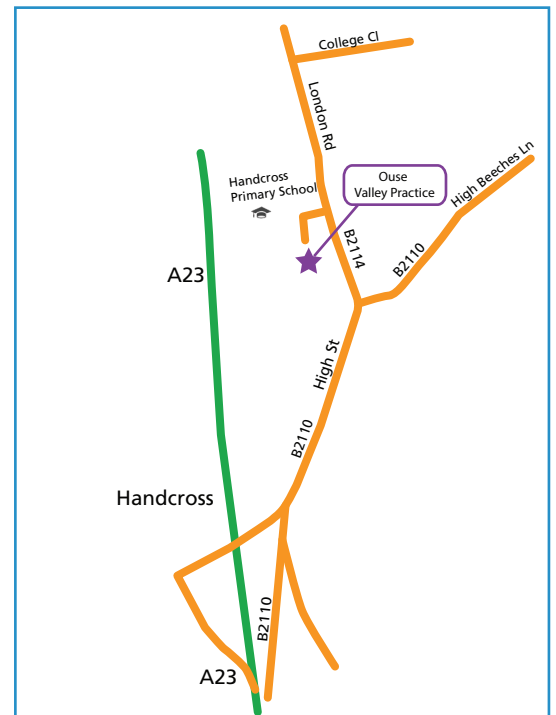 College Cl
London Rd
Handcross
Primary School
Ouse
Valley Practice
High Beeches Ln
B2114
B2110
A23
High St
B2110
Handcross
B2110
A23